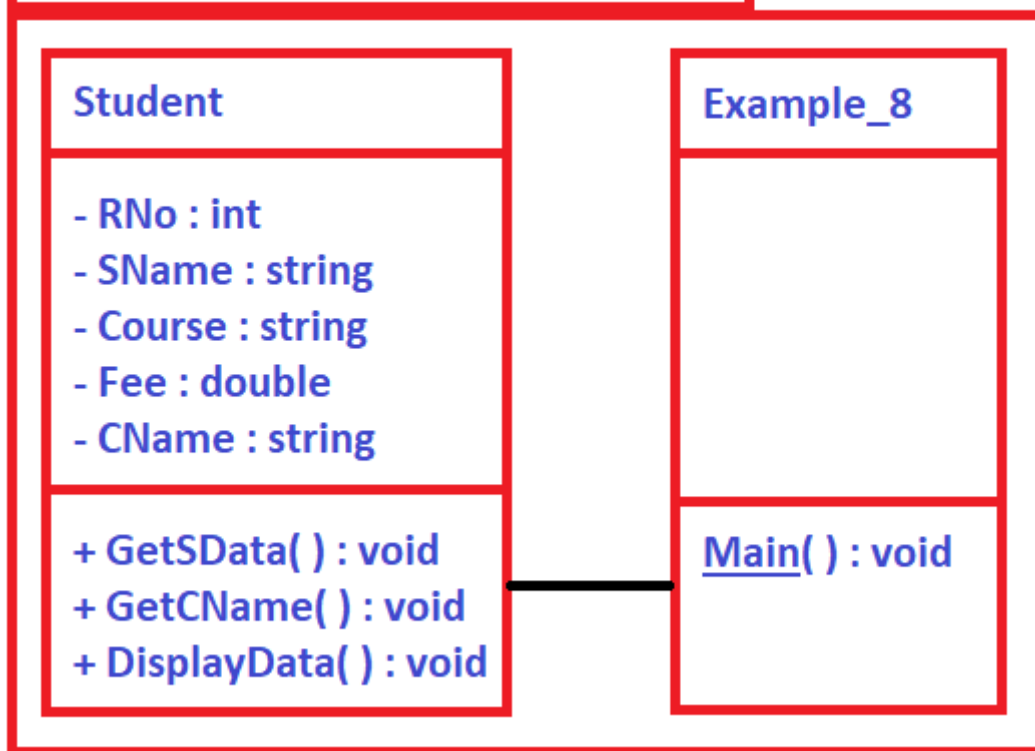 Student
- RNo : int
- SName : string
- Course : string
- Fee : double
- CName : string
+ GetSData( ) : void
+ GetCName( ) : void
+ DisplayData( ) : void
Example_8
Main( ) : void